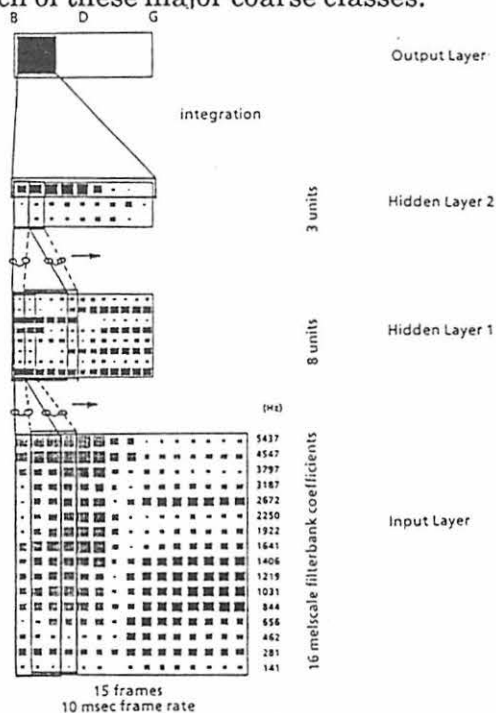 ch of these major coarse classes.
B D G
Output Layer
integration
3 units
Hidden Layer 2
8 units
Hidden Layer 1
(Hz)
5437
4547
3797
3187
2672
2250
1922
1641
1406
1219
1031
844
656
462
281
141
16 melscale filterbank coefficients
Input Layer
15 frames
10 msec frame rate